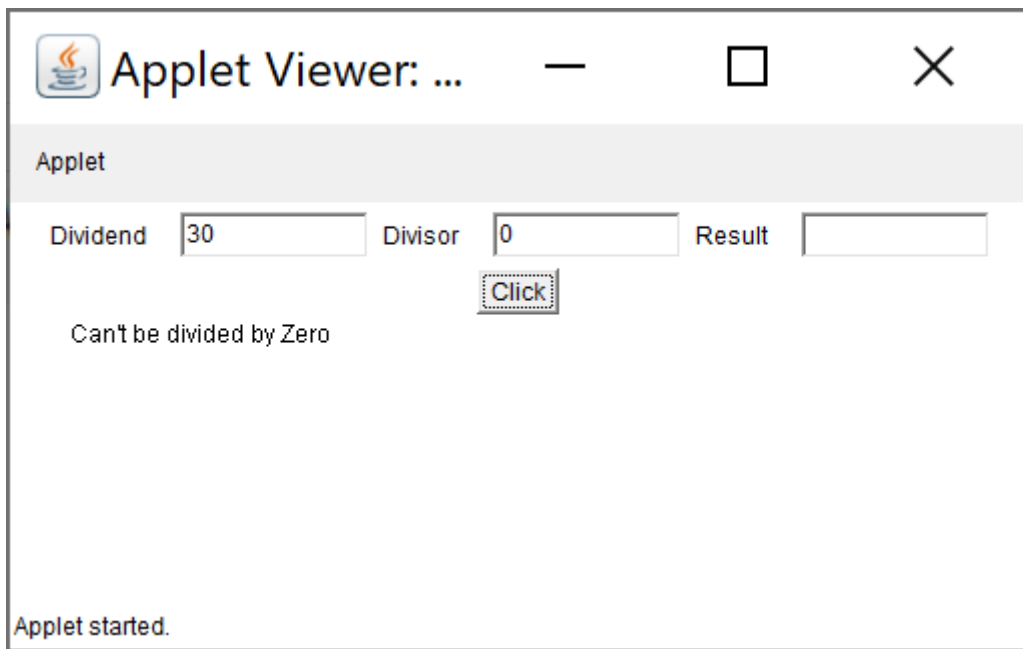 Applet Viewer: ...
Applet
Dividend 30 Divisor 0 Result
Click
Can't be divided by Zero
Applet started.